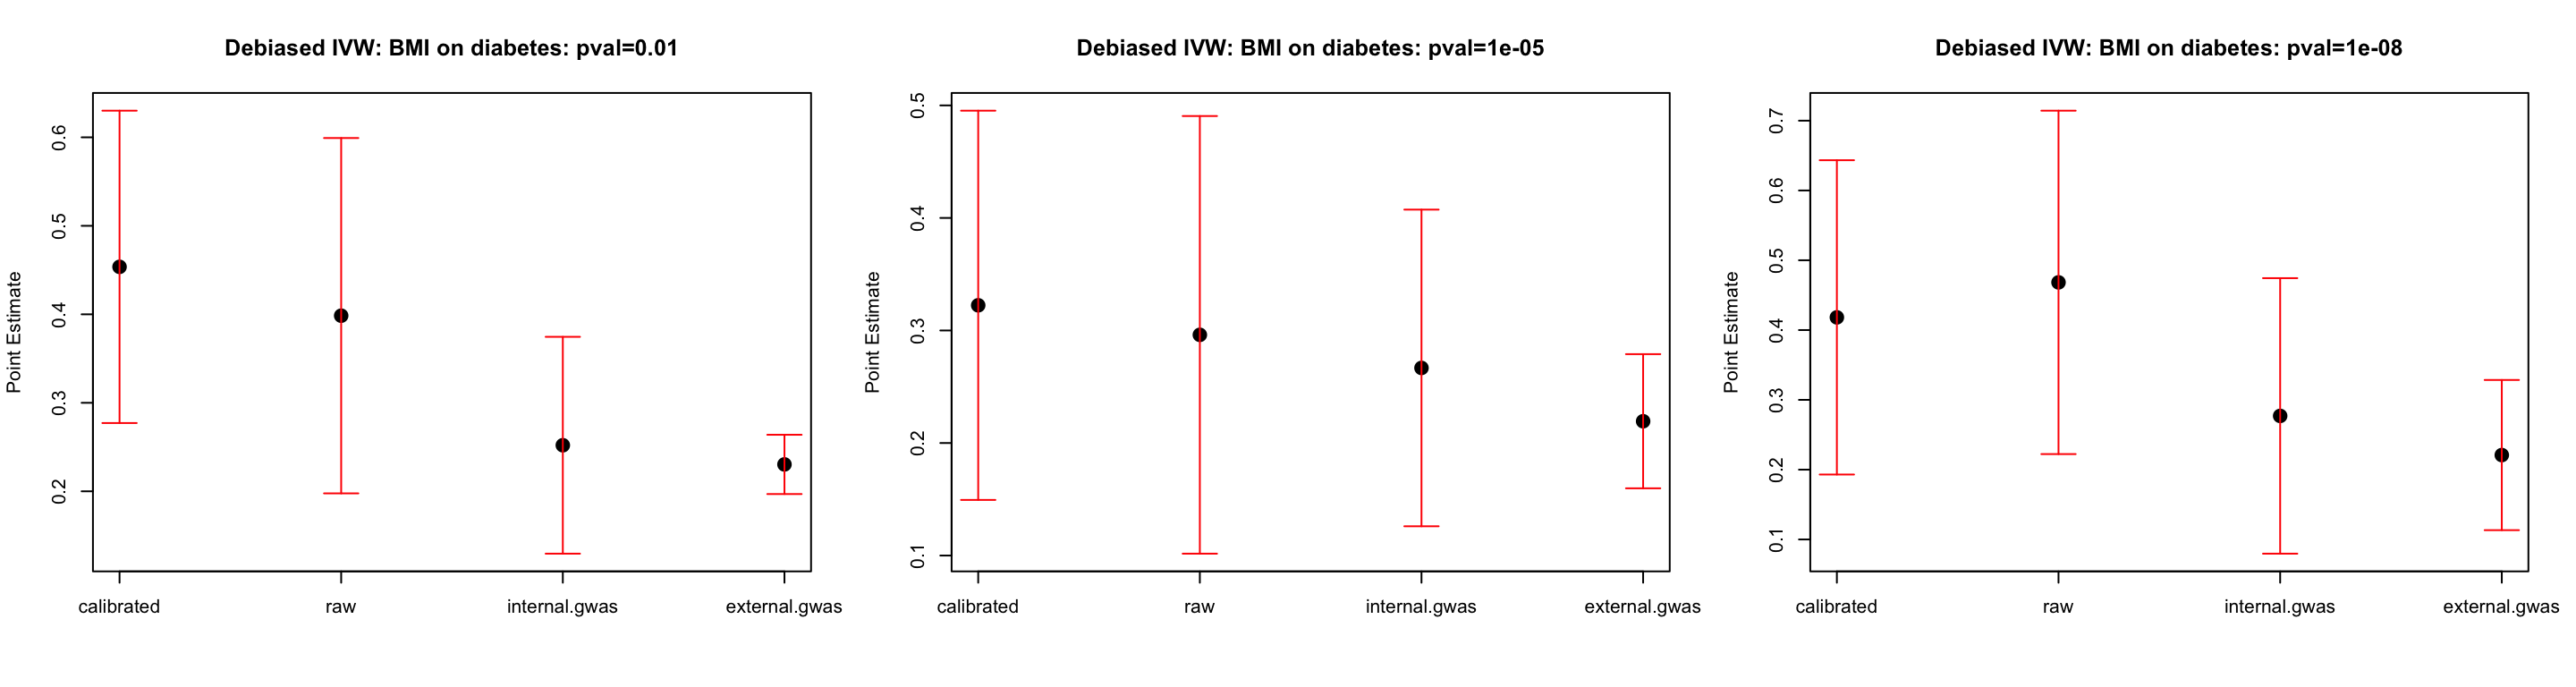 Debiased IVW: BMI on diabetes: pval=0.01
Point Estimate
0.6
0.5
0.4
0.3
0.2
calibrated
raw
internal.gwas
external.gwas
Debiased IVW: BMI on diabetes: pval=1e-05
Point Estimate
0.5
0.4
0.3
0.2
0.1
calibrated
raw
internal.gwas
external.gwas
Debiased IVW: BMI on diabetes: pval=1e-08
Point Estimate
0.7
0.6
0.5
0.4
0.3
0.2
0.1
calibrated
raw
internal.gwas
external.gwas